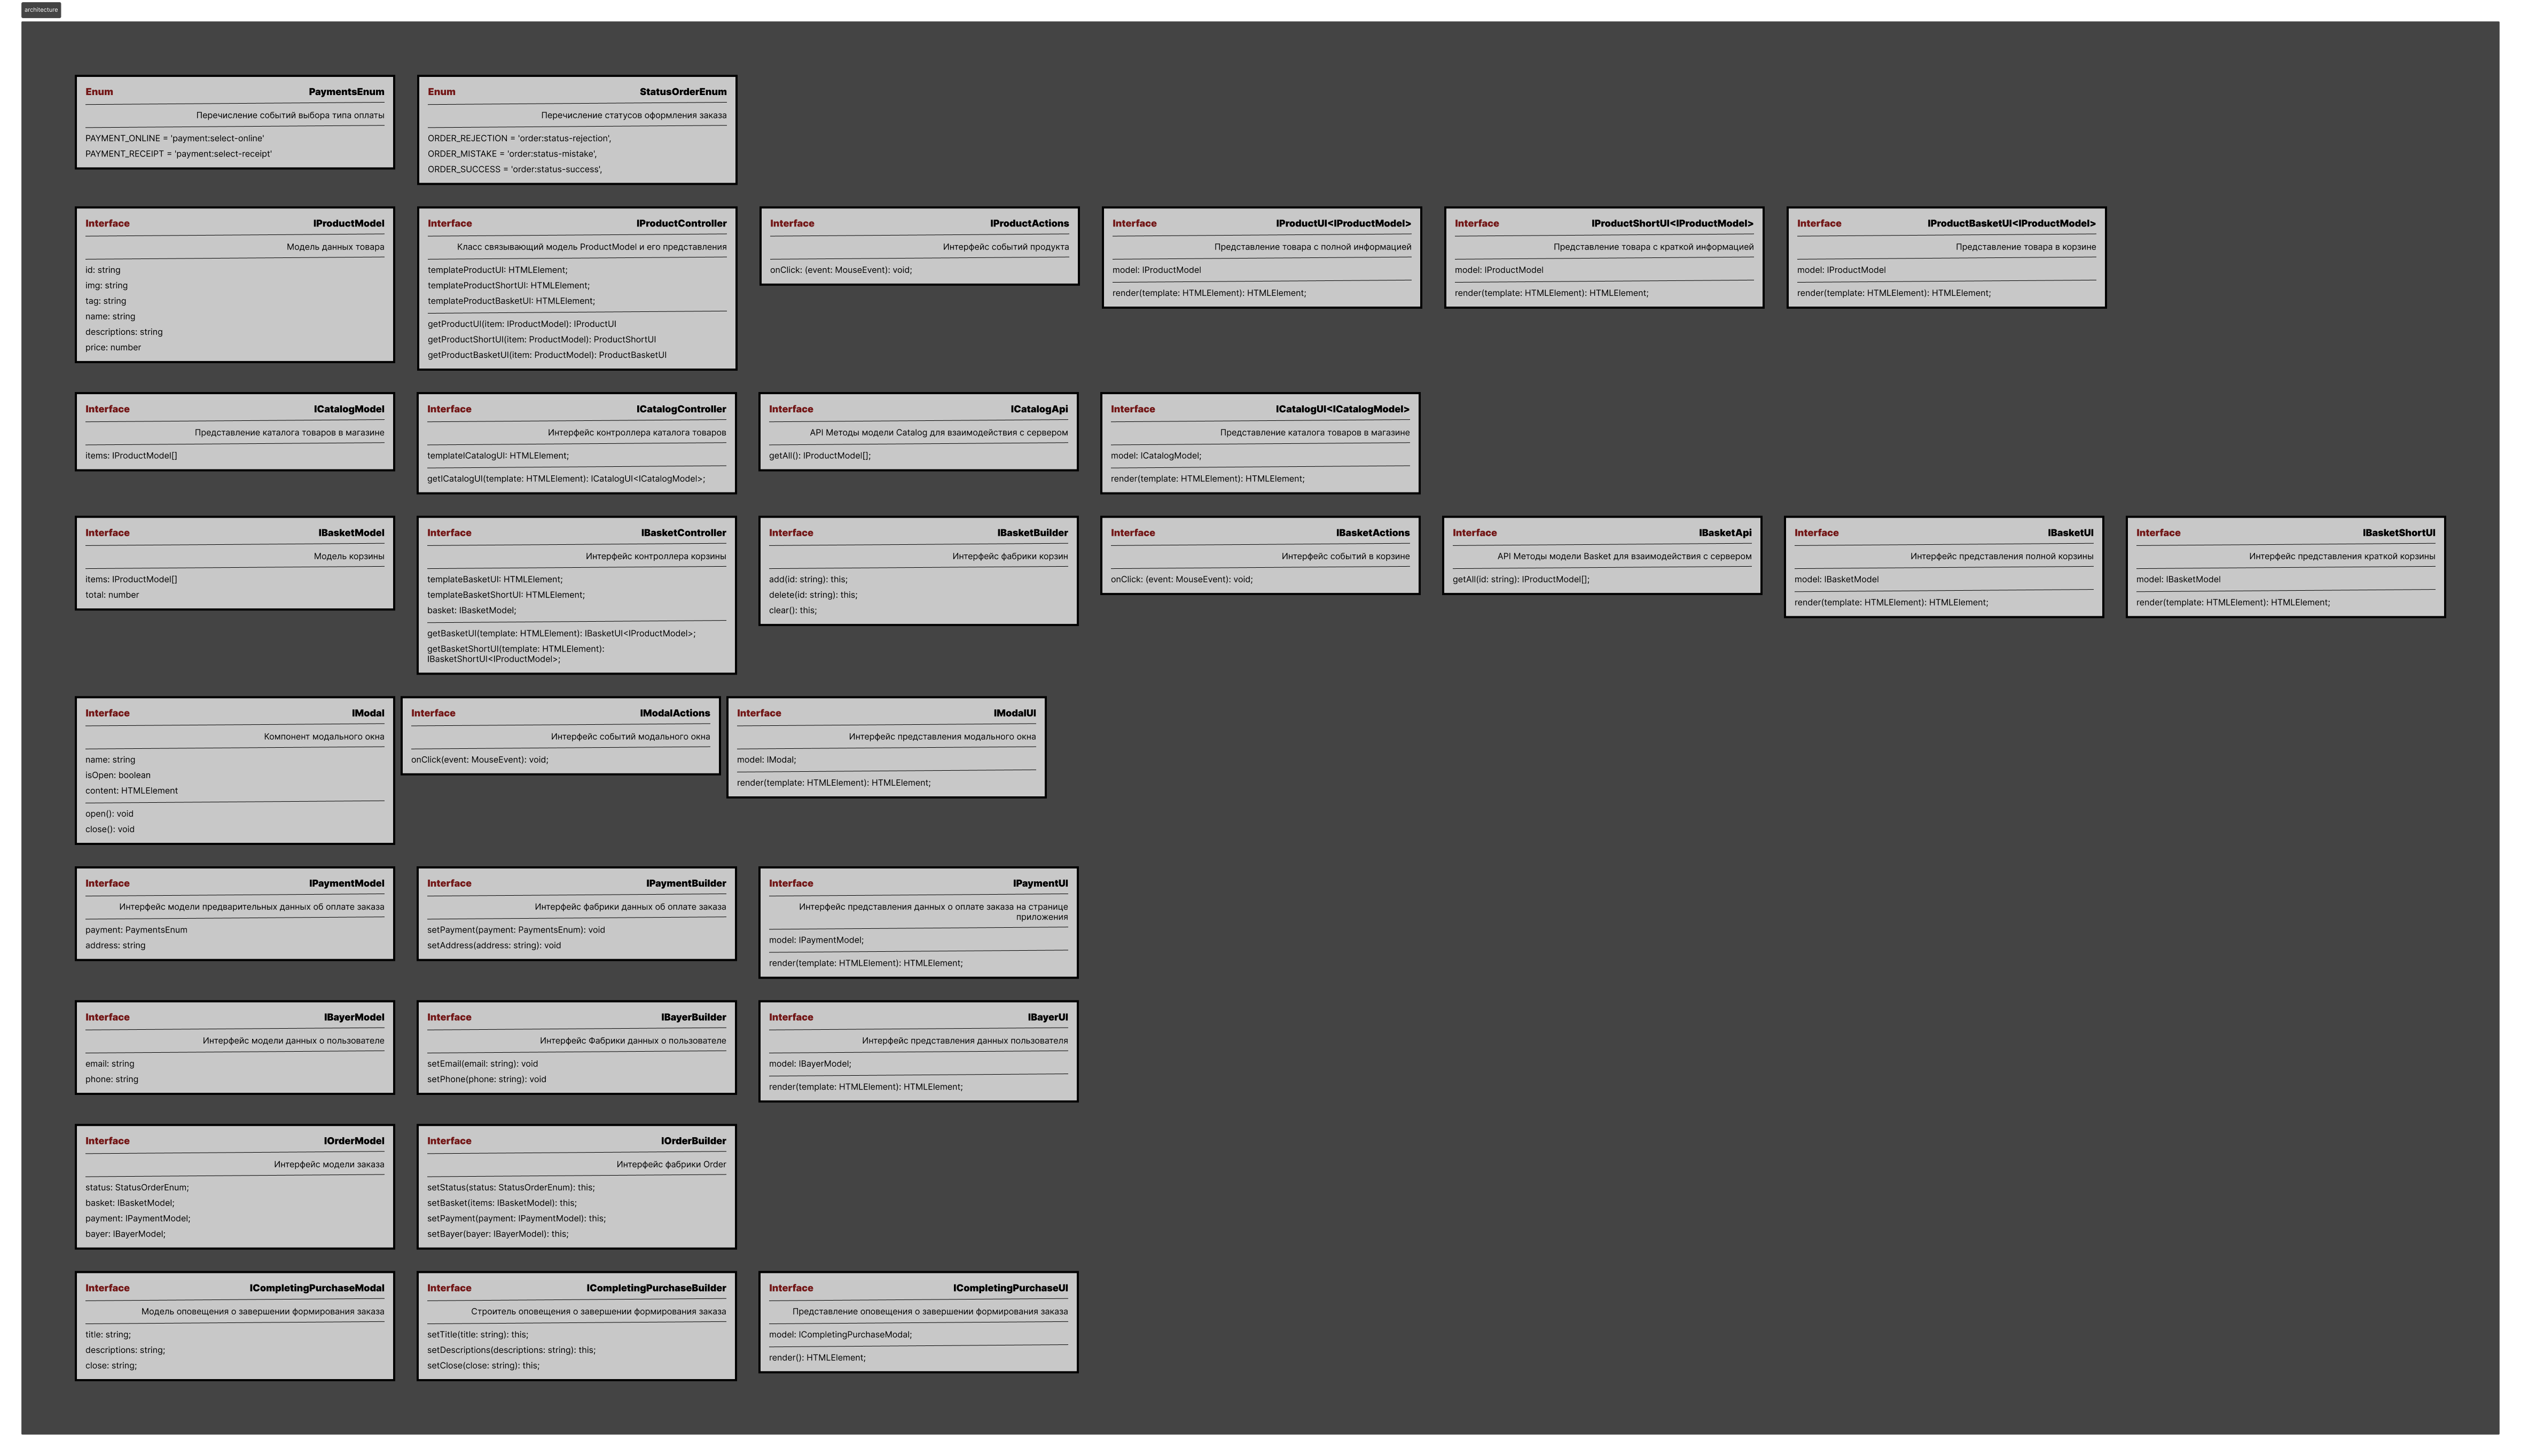 architecture
Enum PaymentsEnum
Перечисление событий выбора типа оплаты
PAYMENT_ONLINE = 'payment:select-online'
PAYMENT_RECEIPT = 'payment:select-receipt'
Enum StatusOrderEnum
Перечисление статусов оформления заказа
ORDER_REJECTION = 'order:status-rejection',
ORDER_MISTAKE = 'order:status-mistake',
ORDER_SUCCESS = 'order:status-success',
Interface IProductModel
Модель данных товара
id: string
img: string
tag: string
name: string
descriptions: string
price: number
Interface IProductController
Класс связывающий модель ProductModel и его представления
templateProductUI: HTMLElement;
templateProductShortUI: HTMLElement;
templateProductBasketUI: HTMLElement;
getProductUI(item: IProductModel): IProductUI
getProductShortUI(item: ProductModel): ProductShortUI
getProductBasketUI(item: ProductModel): ProductBasketUI
Interface IProductActions
Интерфейс событий продукта
onClick: (event: MouseEvent): void;
Interface IProductUI<IProductModel>
Представление товара с полной информацией
model: IProductModel
render(template: HTMLElement): HTMLElement;
Interface IProductShortUI<IProductModel>
Представление товара с краткой информацией
model: IProductModel
render(template: HTMLElement): HTMLElement;
Interface IProductBasketUI<IProductModel>
Представление товара в корзине
model: IProductModel
render(template: HTMLElement): HTMLElement;
Interface ICatalogModel
Представление каталога товаров в магазине
items: IProductModel[]
Interface ICatalogController
Интерфейс контроллера каталога товаров
templateICatalogUI: HTMLElement;
getICatalogUI(template: HTMLElement): ICatalogUI<ICatalogModel>;
Interface ICatalogApi
API Методы модели Catalog для взаимодействия с сервером
getAll(): IProductModel[];
Interface ICatalogUI<ICatalogModel>
Представление каталога товаров в магазине
model: ICatalogModel;
render(template: HTMLElement): HTMLElement;
Interface IBasketModel
Модель корзины
items: IProductModel[]
total: number
Interface IBasketController
Интерфейс контроллера корзины
templateBasketUI: HTMLElement;
templateBasketShortUI: HTMLElement;
basket: IBasketModel;
getBasketUI(template: HTMLElement): IBasketUI<IProductModel>;
getBasketShortUI(template: HTMLElement):
IBasketShortUI<IProductModel>;
Interface IBasketBuilder
Интерфейс фабрики корзин
add(id: string): this;
delete(id: string): this;
clear(): this;
Interface IBasketActions
Интерфейс событий в корзине
onClick: (event: MouseEvent): void;
Interface IBasketApi
API Методы модели Basket для взаимодействия с сервером
getAll(id: string): IProductModel[];
Interface IBasketUI
Интерфейс представления полной корзины
model: IBasketModel
render(template: HTMLElement): HTMLElement;
Interface IBasketShortUI
Интерфейс представления краткой корзины
model: IBasketModel
render(template: HTMLElement): HTMLElement;
Interface IModal
Компонент модального окна
name: string
isOpen: boolean
content: HTMLElement
open(): void
close(): void
Interface IModalActions
Интерфейс событий модального окна
onClick(event: MouseEvent): void;
Interface IModalUI
Интерфейс представления модального окна
model: IModal;
render(template: HTMLElement): HTMLElement;
Interface IPaymentModel
Интерфейс модели предварительных данных об оплате заказа
payment: PaymentsEnum
address: string
Interface IPaymentBuilder
Интерфейс фабрики данных об оплате заказа
setPayment(payment: PaymentsEnum): void
setAddress(address: string): void
Interface IPaymentUI
Интерфейс представления данных о оплате заказа на странице
приложения
model: IPaymentModel;
render(template: HTMLElement): HTMLElement;
Interface IBayerModel
Интерфейс модели данных о пользователе
email: string
phone: string
Interface IBayerBuilder
Интерфейс Фабрики данных о пользователе
setEmail(email: string): void
setPhone(phone: string): void
Interface IBayerUI
Интерфейс представления данных пользователя
model: IBayerModel;
render(template: HTMLElement): HTMLElement;
Interface IOrderModel
Интерфейс модели заказа
status: StatusOrderEnum;
basket: IBasketModel;
payment: IPaymentModel;
bayer: IBayerModel;
Interface IOrderBuilder
Интерфейс фабрики Order
setStatus(status: StatusOrderEnum): this;
setBasket(items: IBasketModel): this;
setPayment(payment: IPaymentModel): this;
setBayer(bayer: IBayerModel): this;
Interface ICompletingPurchaseModal
Модель оповещения о завершении формирования заказа
title: string;
descriptions: string;
close: string;
Interface ICompletingPurchaseBuilder
Строитель оповещения о завершении формирования заказа
setTitle(title: string): this;
setDescriptions(descriptions: string): this;
setClose(close: string): this;
Interface ICompletingPurchaseUI
Представление оповещения о завершении формирования заказа
model: ICompletingPurchaseModal;
render(): HTMLElement;